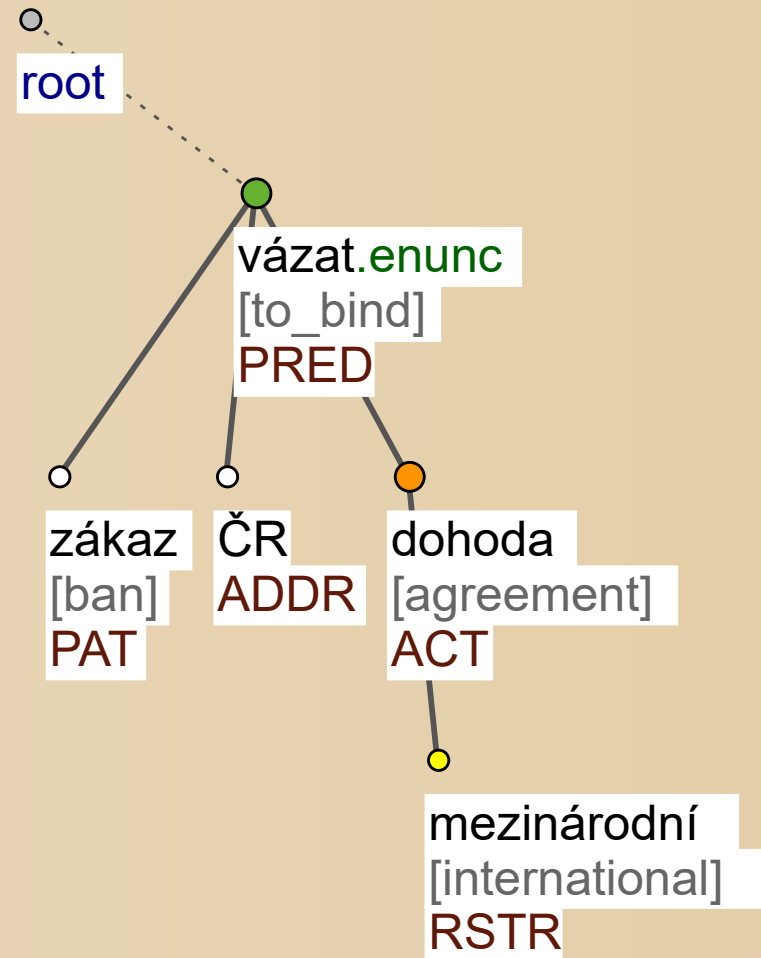 root
vázat.enunc
[to_bind]
PRED
zákaz
[ban]
PAT
ČR
ADDR
dohoda
[agreement]
ACT
mezinárodní
[international]
RSTR